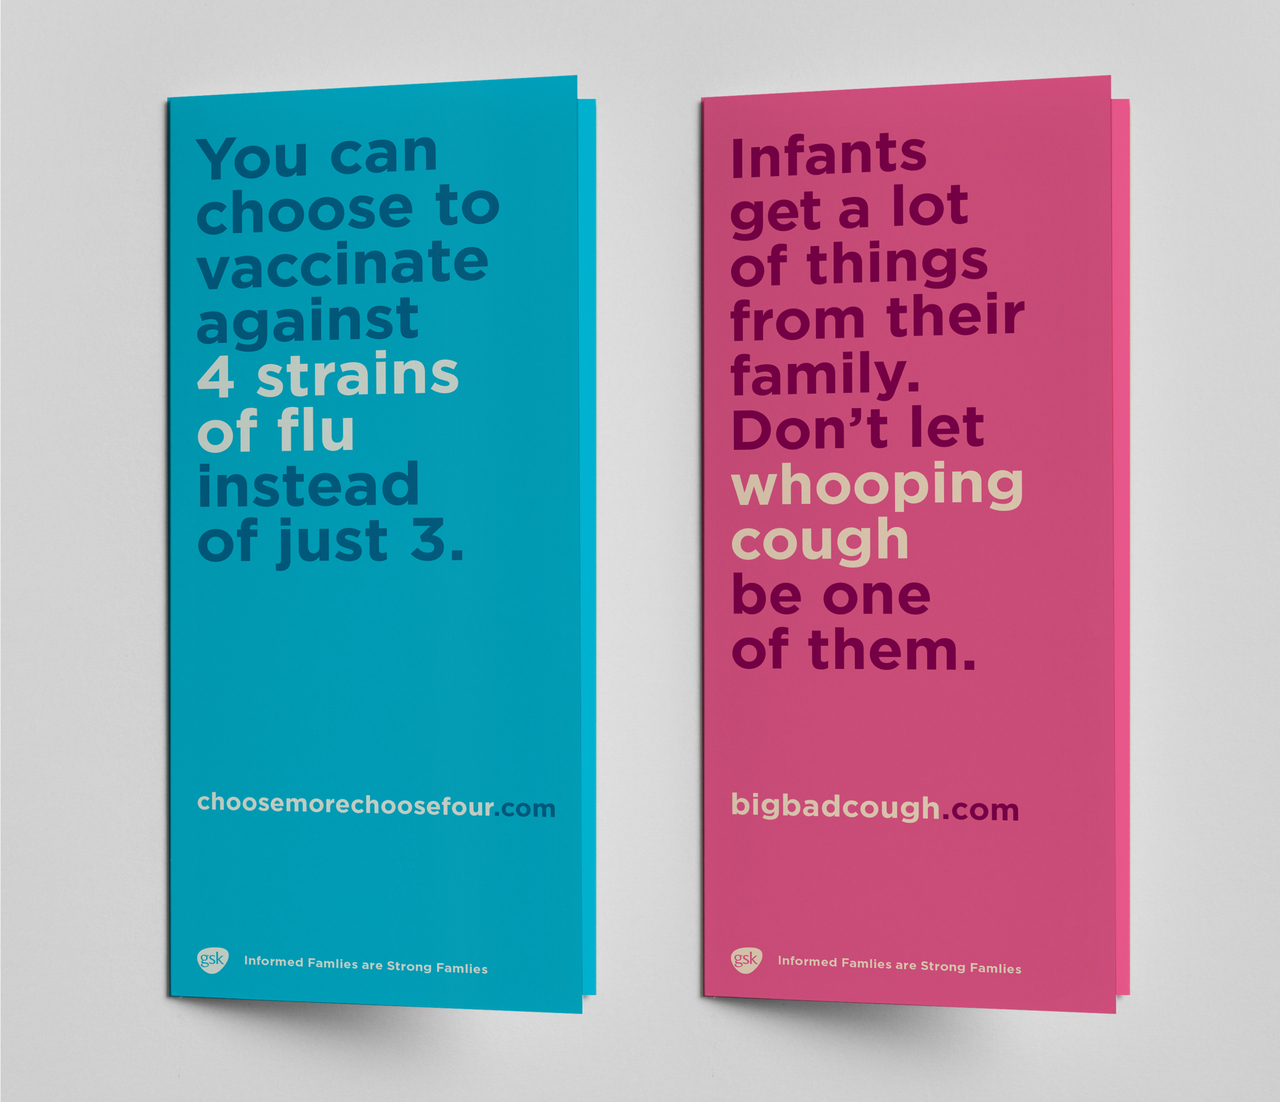 You can
choose to
vaccinate
against
4 strains
of flu
instead
of just 3.
choosemorechoosefour.com
gsk
Informed Famlies are Strong Famlies
Infants
get a lot
of things
from their
family.
Don't let
whooping
cough
be one
of them.
bigbadcough.com
gsk
Informed Famlies are Strong Famlies